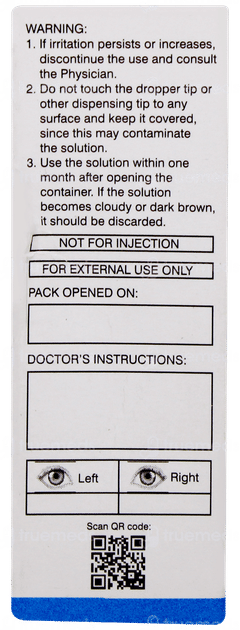 WARNING:
1. If irritation persists or increases,
discontinue the use and consult
the Physician.
2. Do not touch the dropper tip or
other dispensing tip to any
surface and keep it covered,
since this may contaminate
the solution.
3. Use the solution within one
month after opening the
container. If the solution
becomes cloudy or dark brown,
it should be discarded.
NOT FOR INJECTION
FOR EXTERNAL USE ONLY
PACK OPENED ON:
DOCTOR'S INSTRUCTIONS:
Left Right
Scan QR code: